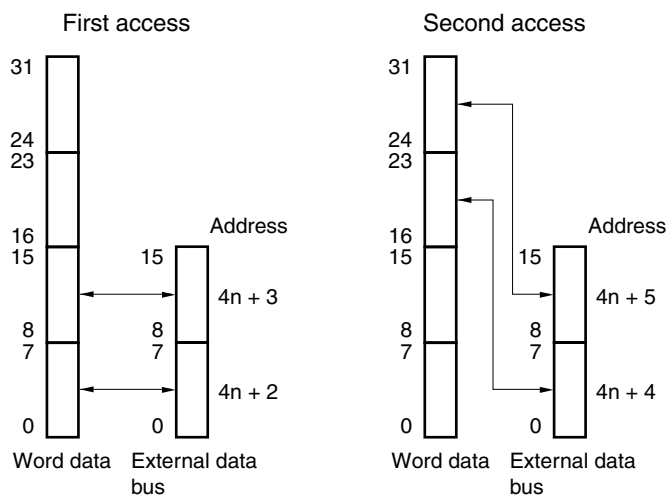 First access
31
24
23
16
15
8
7
0
Address
15
4n + 3
8
7
4n + 2
0
Word data
External data
bus
Second access
31
24
23
16
15
8
7
0
Address
15
4n + 5
8
7
4n + 4
0
Word data
External data
bus